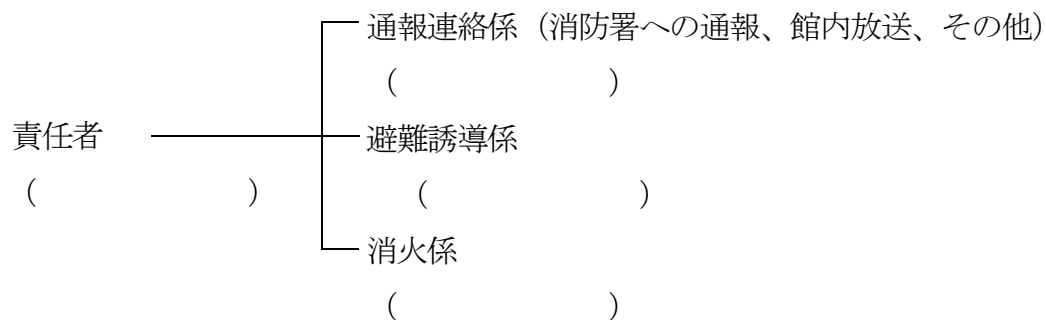 通報連絡係（消防署への通報、館内放送、その他）
（　　　　　　　）
責任者
避難誘導係
（　　　　　　　）
（　　　　　　　）
消火係
（　　　　　　　）